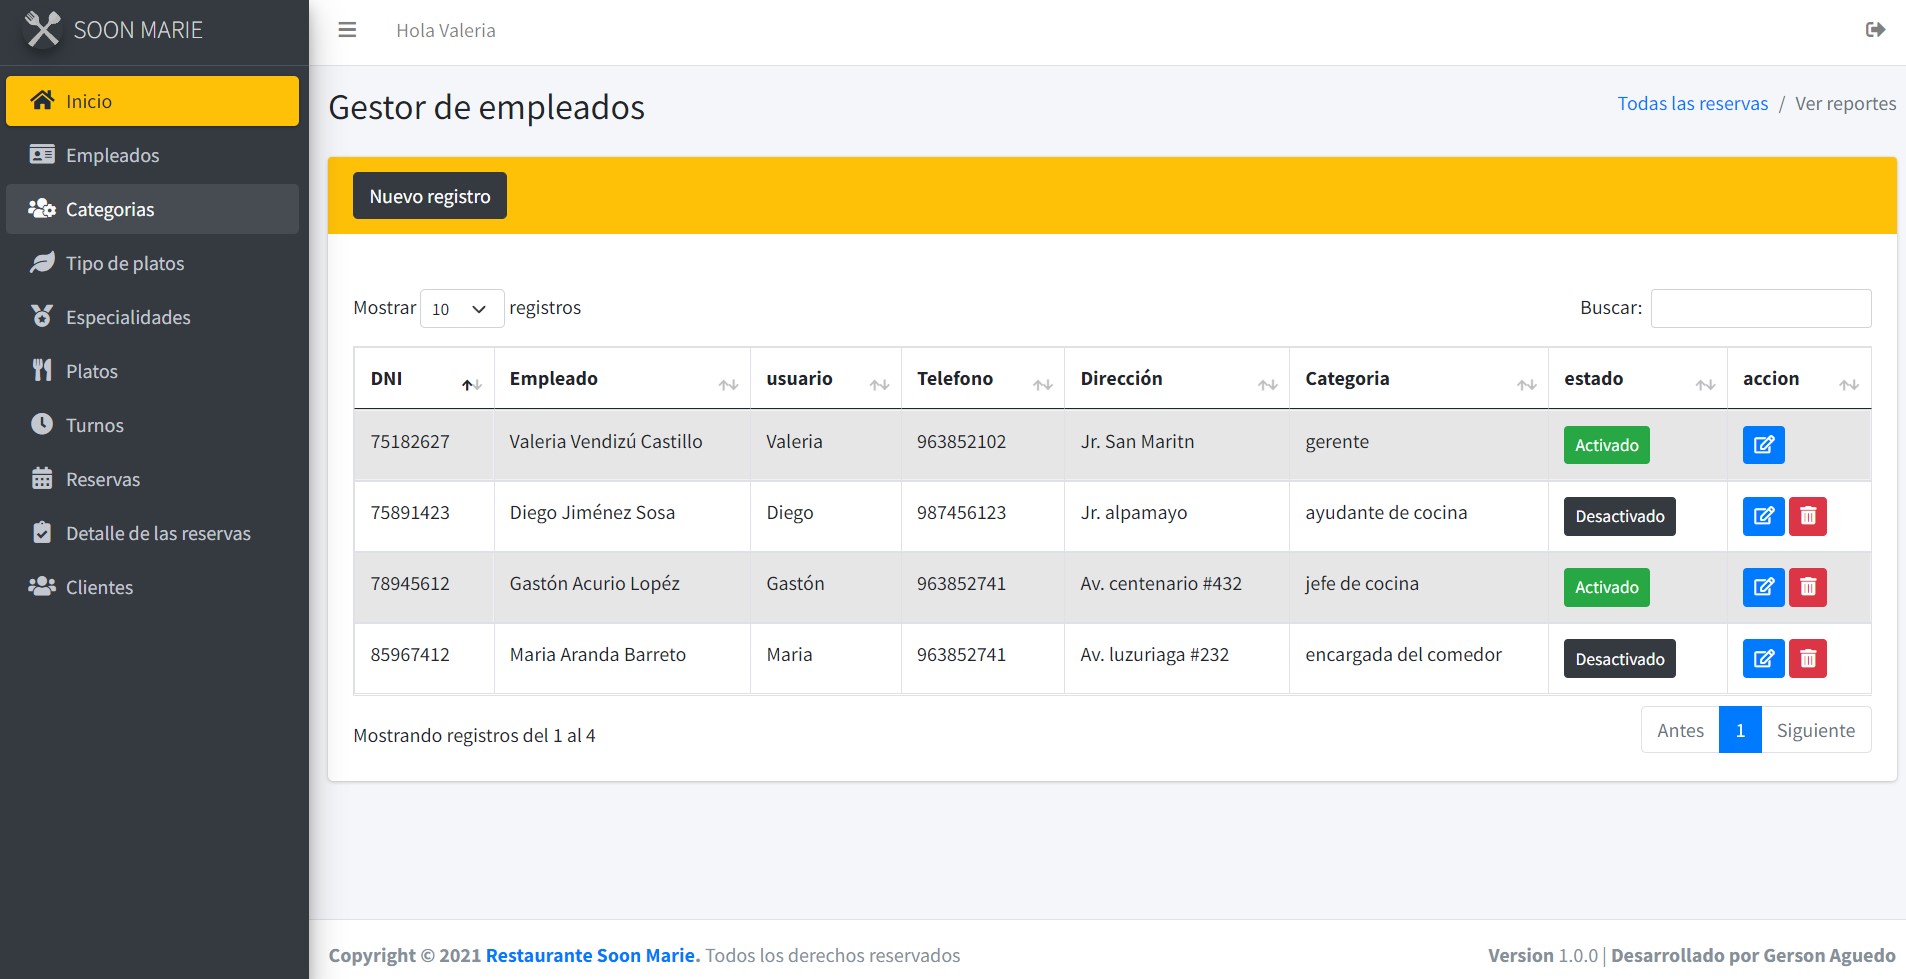 SOON MARIE
Hola Valeria
Inicio
Empleados
Categorias
Tipo de platos
Especialidades
Platos
Turnos
Reservas
Detalle de las reservas
Clientes
Gestor de empleados
Todas las reservas / Ver reportes
Nuevo registro
Mostrar 10 registros
Buscar:
DNI Empleado usuario Telefono Dirección Categoria estado accion
75182627 Valeria Vendizú Castillo Valeria 963852102 Jr. San Maritn gerente Activado
75891423 Diego Jiménez Sosa Diego 987456123 Jr. alpamayo ayudante de cocina Desactivado
78945612 Gastón Acurio Lopéz Gastón 963852741 Av. centenario #432 jefe de cocina Activado
85967412 Maria Aranda Barreto Maria 963852741 Av. luzuriaga #232 encargada del comedor Desactivado
Mostrando registros del 1 al 4
Antes 1 Siguiente
Copyright © 2021 Restaurante Soon Marie. Todos los derechos reservados
Version 1.0.0 | Desarrollado por Gerson Aguedo